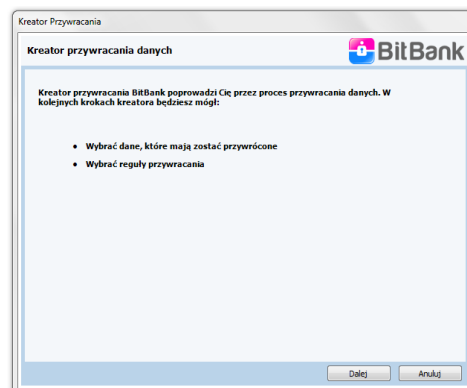 Kreator Przywracania
Kreator przywracania danych
BitBank
Kreator przywracania BitBank poprowadzi Cię przez proces przywracania danych. W
kolejnych krokach kreatora będziesz mógł:
• Wybrać dane, które mają zostać przywrócone
• Wybrać reguły przywracania
Dalej
Anuluj